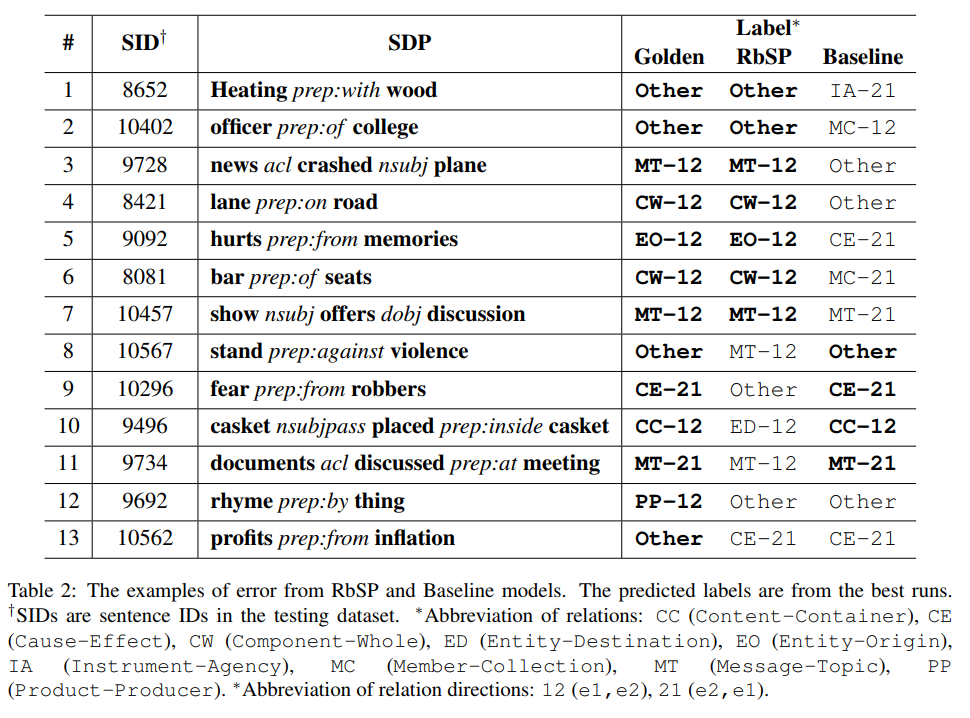 # SID† SDP Label*
Golden RbSP Baseline
1 8652 Heating prep:with wood Other Other IA-21
2 10402 officer prep:of college Other Other MC-12
3 9728 news acl crashed nsubj plane MT-12 MT-12 Other
4 8421 lane prep:on road CW-12 CW-12 Other
5 9092 hurts prep:from memories EO-12 EO-12 CE-21
6 8081 bar prep:of seats CW-12 CW-12 MC-21
7 10457 show nsubj offers dobj discussion MT-12 MT-12 MT-21
8 10567 stand prep:against violence Other MT-12 Other
9 10296 fear prep:from robbers CE-21 Other CE-21
10 9496 casket nsubjpass placed prep:inside casket CC-12 ED-12 CC-12
11 9734 documents acl discussed prep:at meeting MT-21 MT-12 MT-21
12 9692 rhyme prep:by thing PP-12 Other Other
13 10562 profits prep:from inflation Other CE-21 CE-21
Table 2: The examples of error from RbSP and Baseline models. The predicted labels are from the best runs.
†SIDs are sentence IDs in the testing dataset. *Abbreviation of relations: CC (Content-Container), CE
(Cause-Effect), CW (Component-Whole), ED (Entity-Destination), EO (Entity-Origin),
IA (Instrument-Agency), MC (Member-Collection), MT (Message-Topic), PP
(Product-Producer). *Abbreviation of relation directions: 12 (e1,e2), 21 (e2,e1).